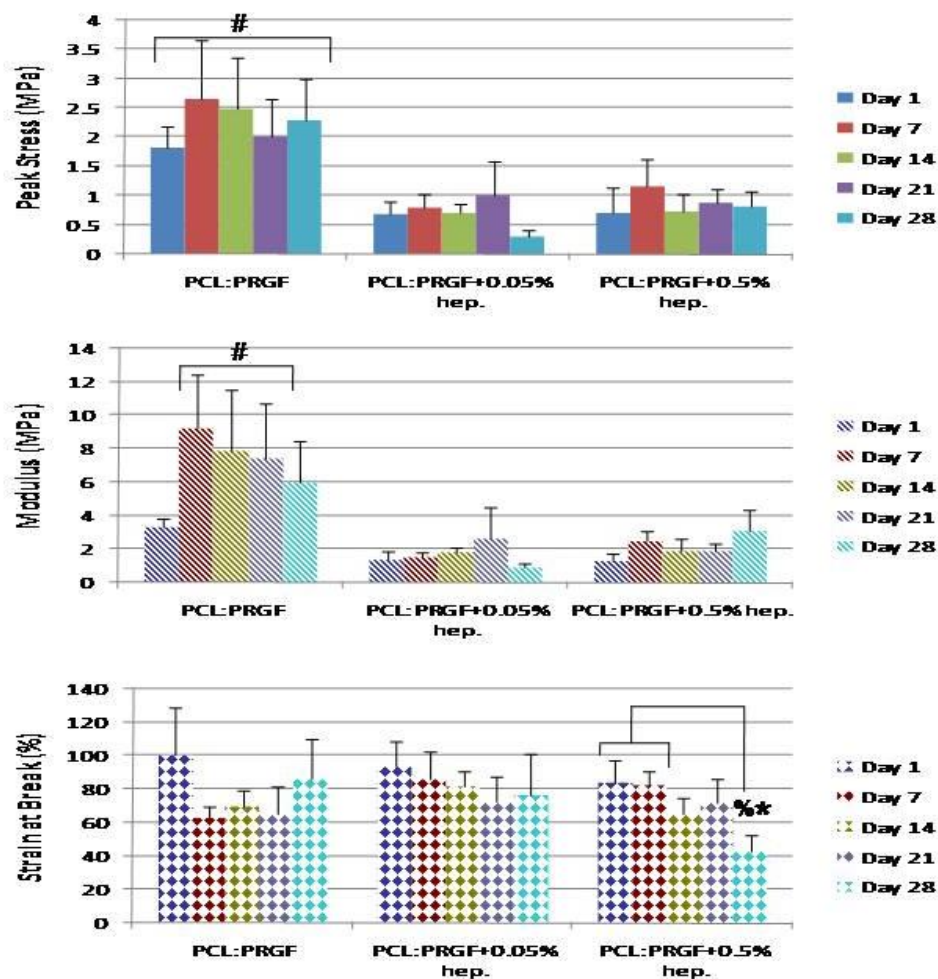 #
4
3.5
3
2.5
2
1.5
1
0.5
0
Peak Stress (MPa)
PCL:PRGF
PCL:PRGF+0.05% hep.
PCL:PRGF+0.5% hep.
Day 1
Day 7
Day 14
Day 21
Day 28
#
14
12
10
8
6
4
2
0
Modulus (MPa)
PCL:PRGF
PCL:PRGF+0.05% hep.
PCL:PRGF+0.5% hep.
Day 1
Day 7
Day 14
Day 21
Day 28
140
120
100
80
60
40
20
0
Strain at Break (%)
%*
PCL:PRGF
PCL:PRGF+0.05% hep.
PCL:PRGF+0.5% hep.
Day 1
Day 7
Day 14
Day 21
Day 28